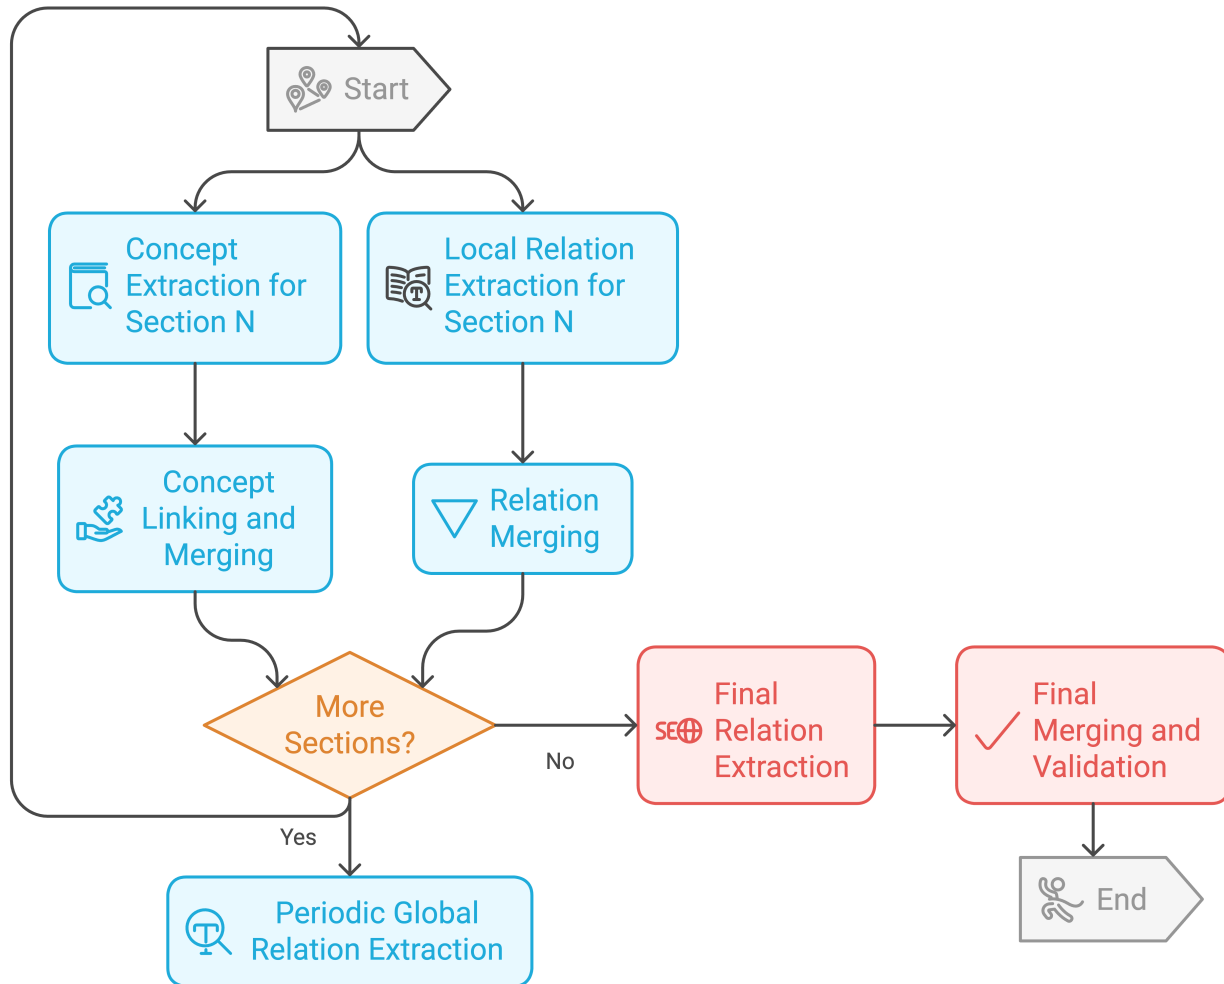 Start
Concept
Extraction for
Section N
Local Relation
Extraction for
Section N
Concept
Linking and
Merging
Relation
Merging
More
Sections?
No
SE
Final
Relation
Extraction
Final
Merging and
Validation
Yes
Periodic Global
Relation Extraction
End